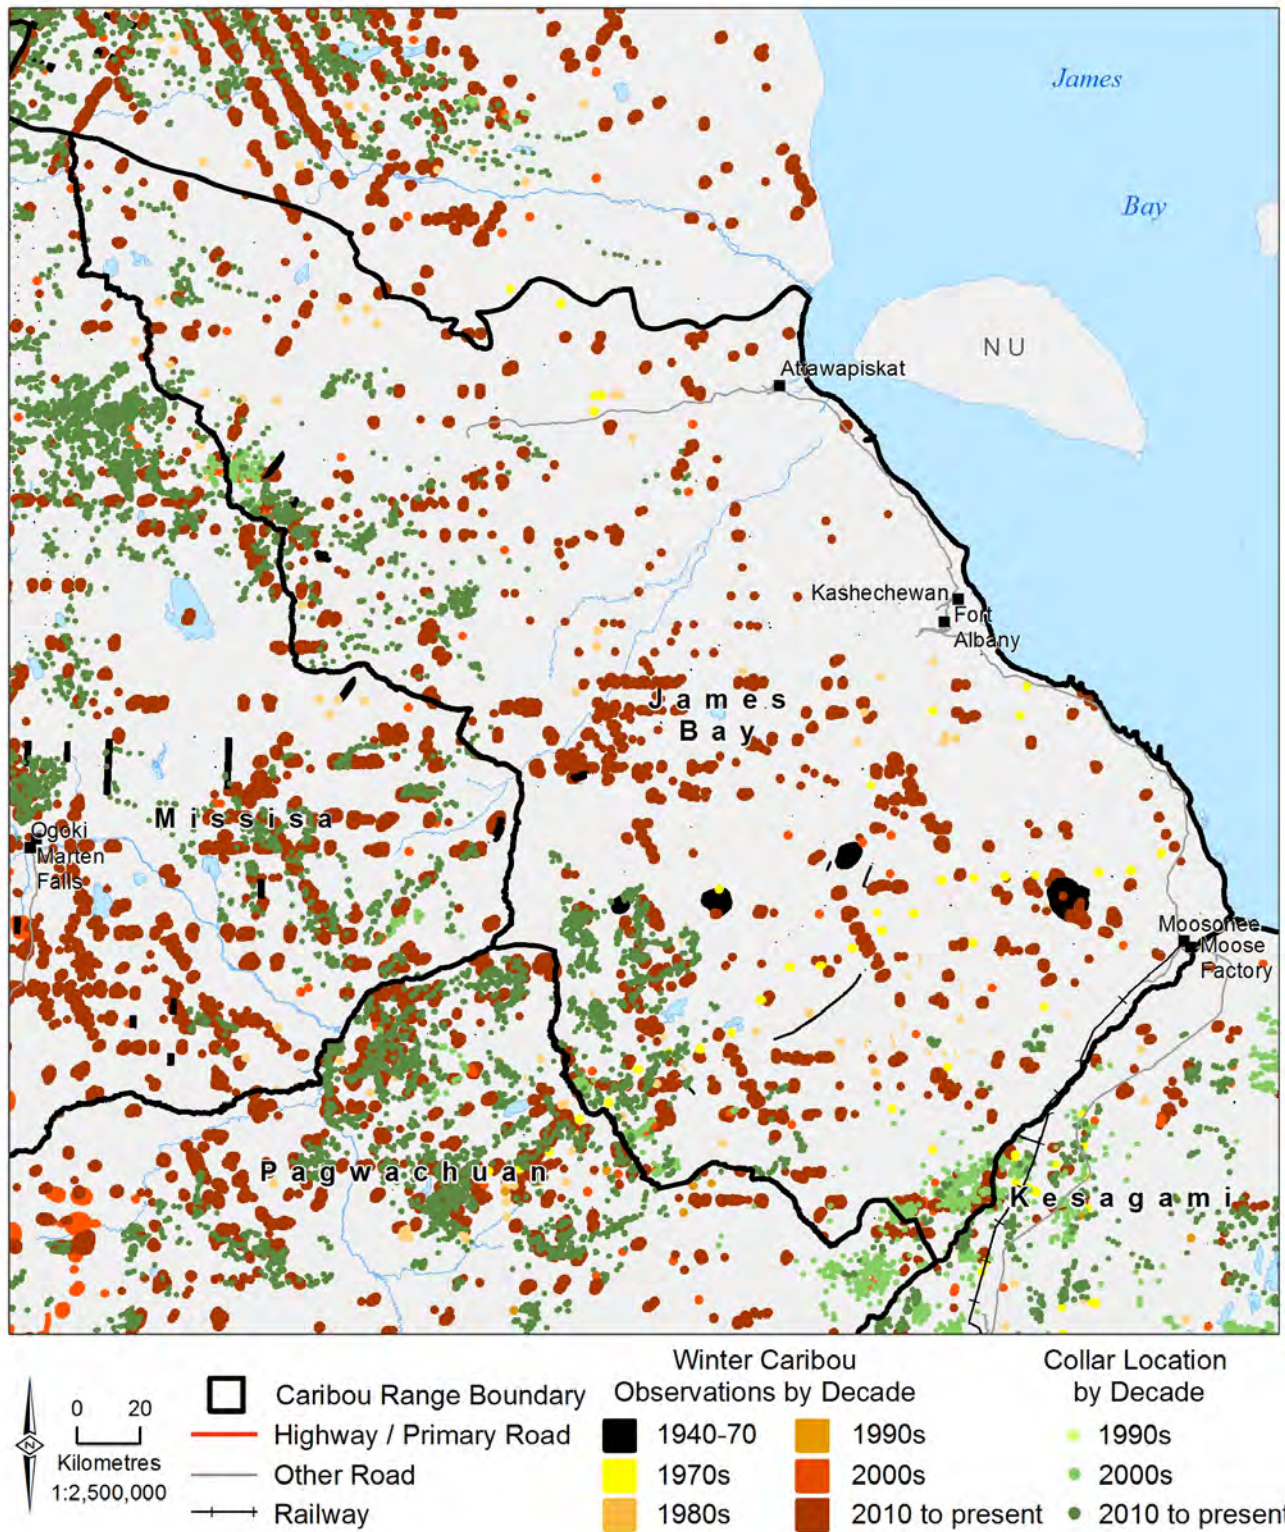 James
Bay
NU
Attawapiskat
Kashechewan
Fort
Albany
James
Bay
Missisa
Ogoki
Marten
Falls
Moosonee
Moose
Factory
Pagwachuan
Kesagami
N
0 20
Kilometres
1:2,500,000
Caribou Range Boundary
Highway / Primary Road
Other Road
Railway
Winter Caribou
Observations by Decade
1940-70
1970s
1980s
1990s
2000s
2010 to present
Collar Location
by Decade
1990s
2000s
2010 to present